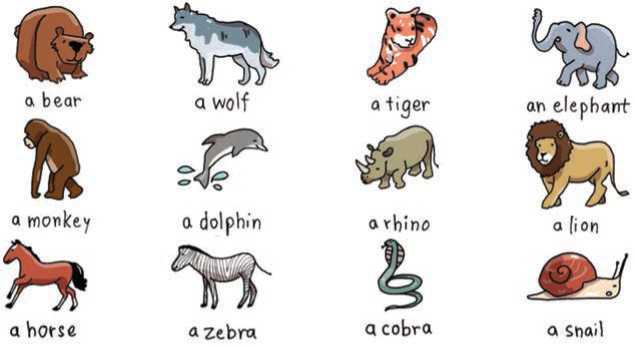 a bear
a wolf
a tiger
an elephant
a monkey
a dolphin
a rhino
a lion
a horse
a zebra
a cobra
a snail